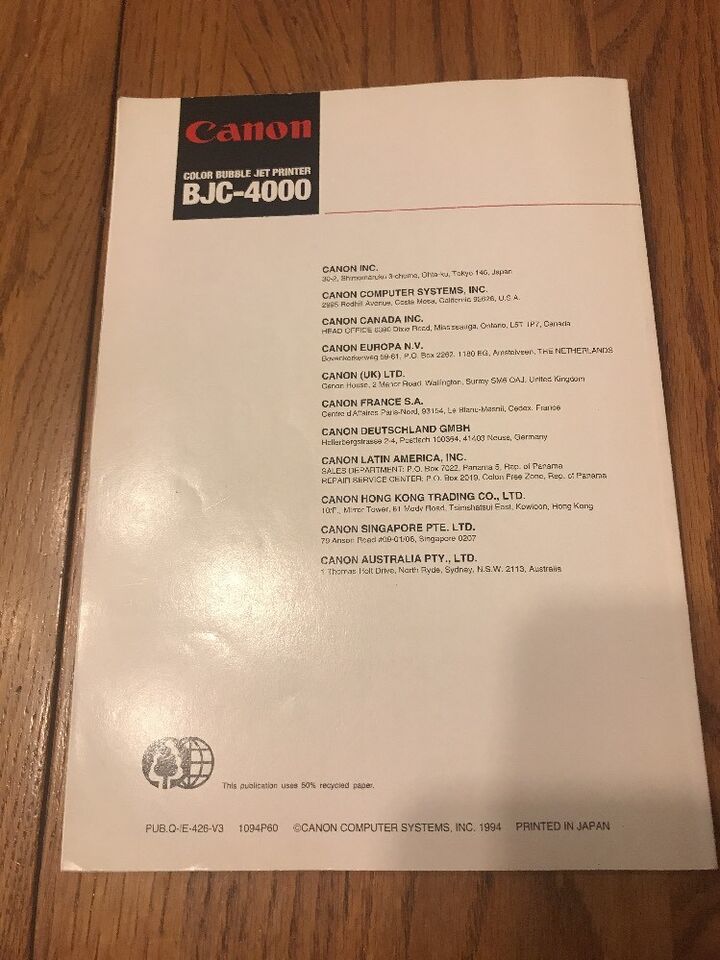 Canon
COLOR BUBBLE JET PRINTER
BJC-4000
CANON INC.
30-2, Shimomaruko 3-chome, Ohta-ku, Tokyo 146, Japan
CANON COMPUTER SYSTEMS, INC.
2995 Redhill Avenue, Costa Mesa, California 92626, U.S.A.
CANON CANADA INC.
HEAD OFFICE 6390 Dixie Road, Mississauga, Ontario, L5T 1P7, Canada
CANON EUROPA N.V.
Bovenkerkerweg 59-61, P.O. Box 2262, 1180 EG, Amstelveen, THE NETHERLANDS
CANON (UK) LTD.
Canon House, 2 Manor Road, Wallington, Surrey SM6 OAJ, United Kingdom
CANON FRANCE S.A.
Centre d'Affaires Paris-Nord, 93154, Le Blanc-Mesnil, Cedex, France
CANON DEUTSCHLAND GMBH
Hellersbergstrasse 2-4, Postfach 100364, 41403 Neuss, Germany
CANON LATIN AMERICA, INC.
SALES DEPARTMENT: P.O. Box 7022, Panama 5, Rep. of Panama
REPAIR SERVICE CENTER: P.O. Box 2019, Colon Free Zone, Rep. of Panama
CANON HONG KONG TRADING CO., LTD.
10/F., Mirror Tower, 61 Mody Road, Tsimshatsui East, Kowloon, Hong Kong
CANON SINGAPORE PTE. LTD.
79 Anson Road #09-01/06, Singapore 0207
CANON AUSTRALIA PTY., LTD.
1 Thomas Holt Drive, North Ryde, Sydney, N.S.W. 2113, Australia
This publication uses 50% recycled paper.
PUB.Q-IE-426-V3 1094P60 ©CANON COMPUTER SYSTEMS, INC. 1994 PRINTED IN JAPAN